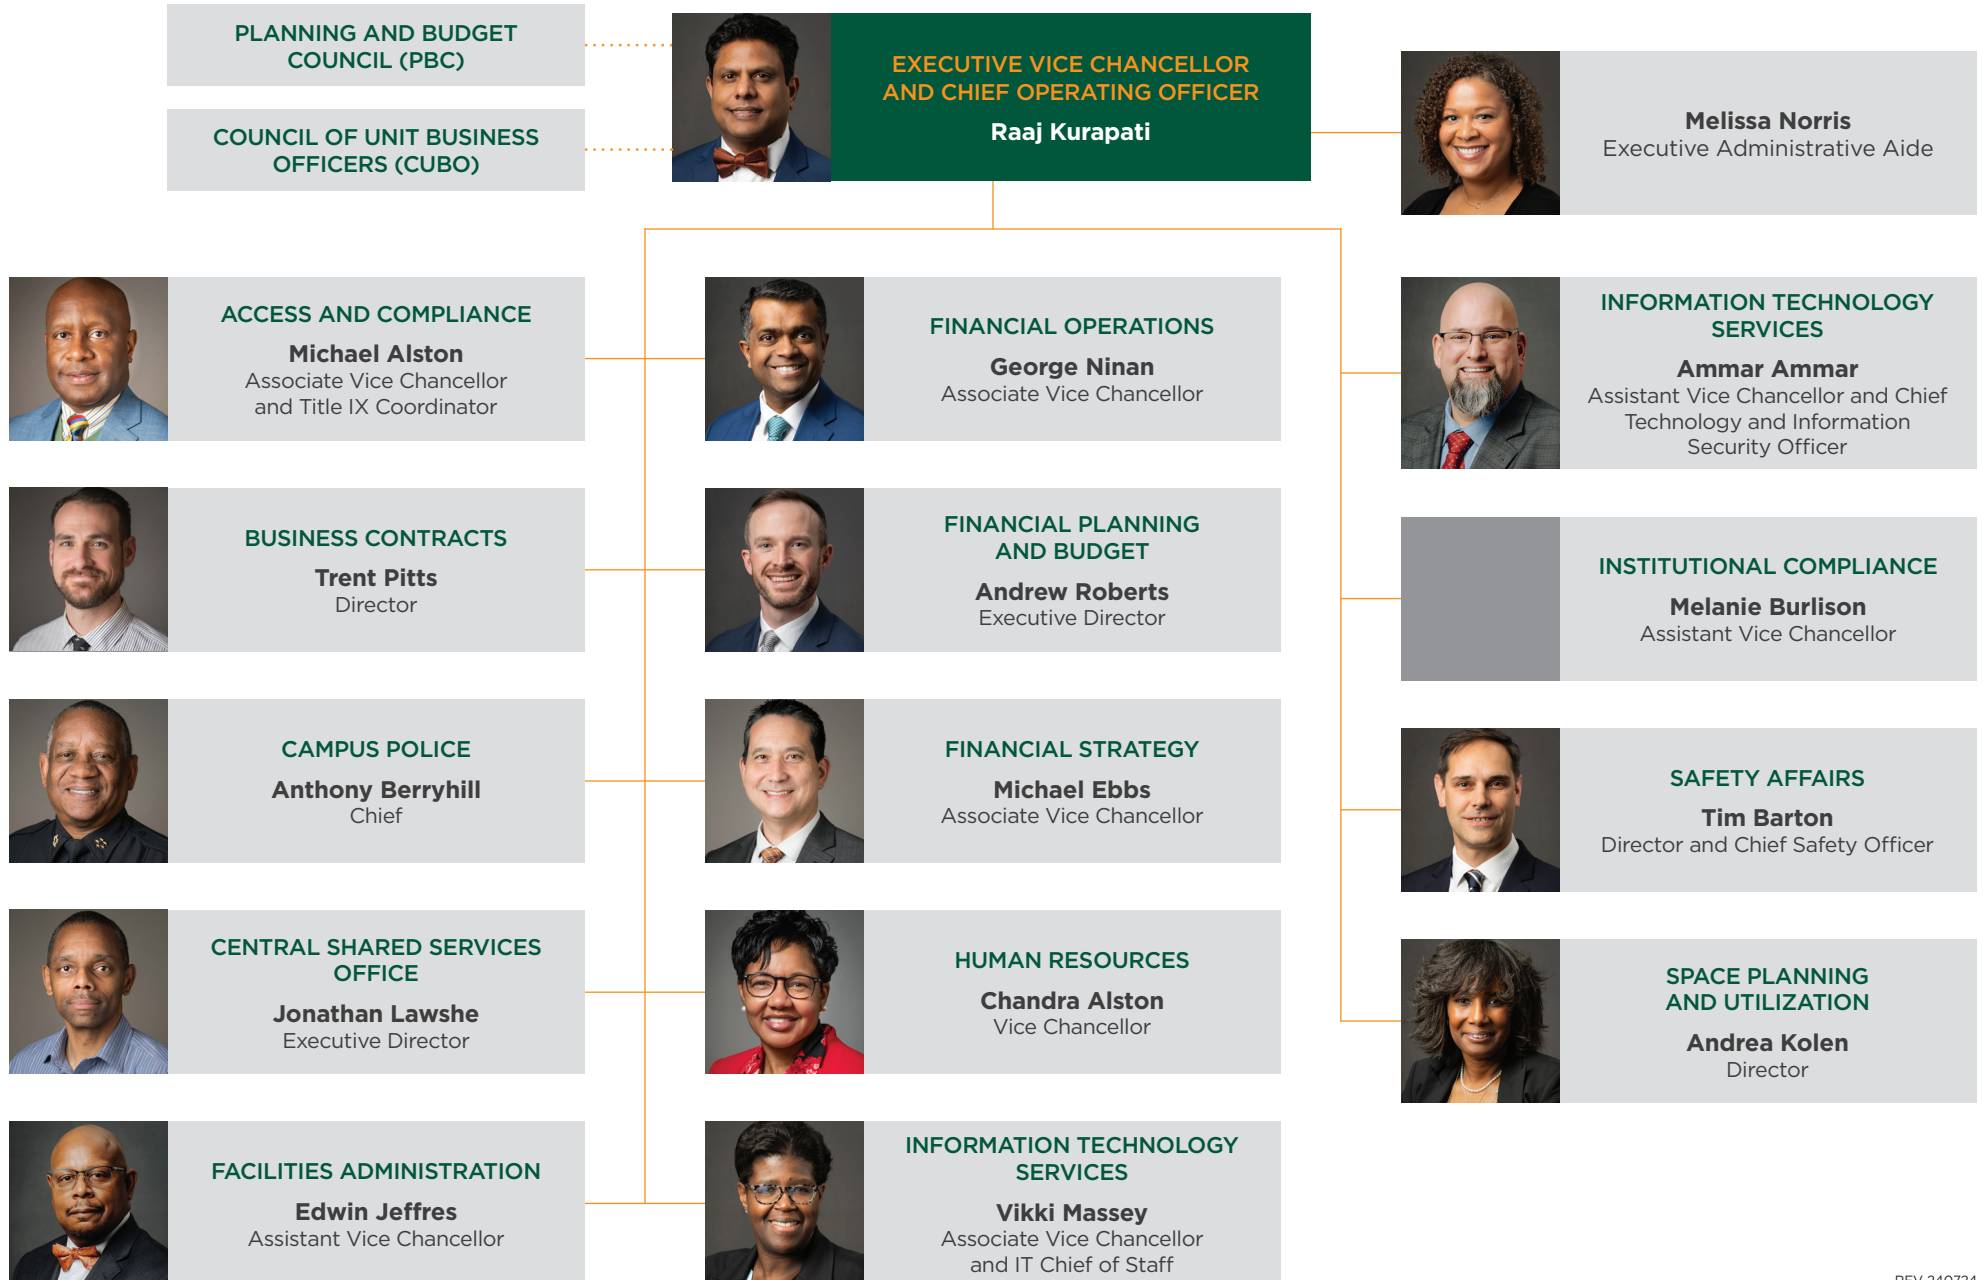 PLANNING AND BUDGET
COUNCIL (PBC)
COUNCIL OF UNIT BUSINESS
OFFICERS (CUBO)
EXECUTIVE VICE CHANCELLOR
AND CHIEF OPERATING OFFICER
Raaj Kurapati
Melissa Norris
Executive Administrative Aide
ACCESS AND COMPLIANCE
Michael Alston
Associate Vice Chancellor
and Title IX Coordinator
BUSINESS CONTRACTS
Trent Pitts
Director
CAMPUS POLICE
Anthony Berryhill
Chief
CENTRAL SHARED SERVICES
OFFICE
Jonathan Lawshe
Executive Director
FACILITIES ADMINISTRATION
Edwin Jeffres
Assistant Vice Chancellor
FINANCIAL OPERATIONS
George Ninan
Associate Vice Chancellor
FINANCIAL PLANNING
AND BUDGET
Andrew Roberts
Executive Director
FINANCIAL STRATEGY
Michael Ebbs
Associate Vice Chancellor
HUMAN RESOURCES
Chandra Alston
Vice Chancellor
INFORMATION TECHNOLOGY
SERVICES
Vikki Massey
Associate Vice Chancellor
and IT Chief of Staff
INFORMATION TECHNOLOGY
SERVICES
Ammar Ammar
Assistant Vice Chancellor and Chief
Technology and Information
Security Officer
INSTITUTIONAL COMPLIANCE
Melanie Burlison
Assistant Vice Chancellor
SAFETY AFFAIRS
Tim Barton
Director and Chief Safety Officer
SPACE PLANNING
AND UTILIZATION
Andrea Kolen
Director
REV 240724